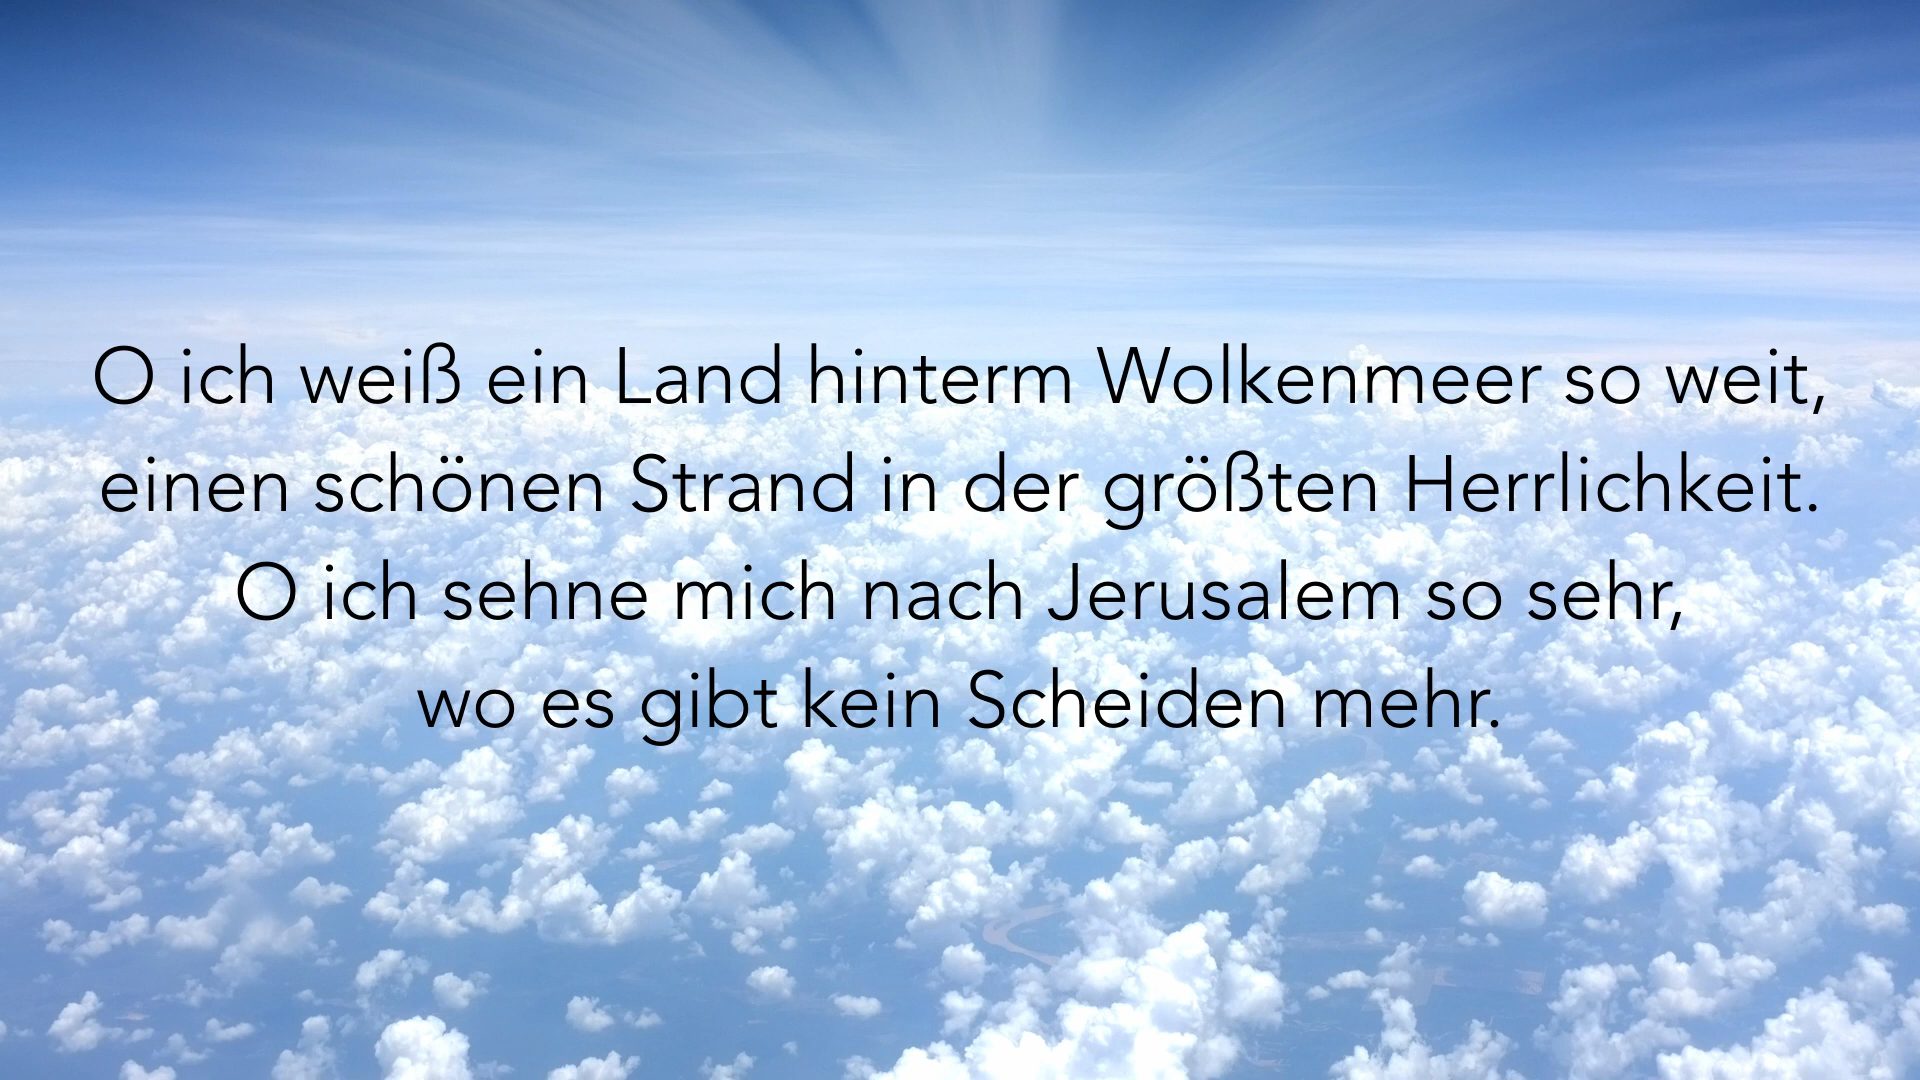 O ich weiß ein Land hinterm Wolkenmeer so weit,
einen schönen Strand in der größten Herrlichkeit.
O ich sehne mich nach Jerusalem so sehr,
wo es gibt kein Scheiden mehr.